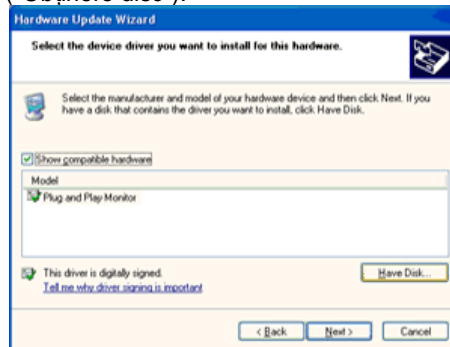 Hardware Update Wizard
Select the device driver you want to install for this hardware.
Select the manufacturer and model of your hardware device and then click Next. If you
have a disk that contains the driver you want to install, click Have Disk.
Show compatible hardware
Model
Plug and Play Monitor
This driver is digitally signed.
Have Disk...
Tell me why driver signing is important
< Back
Next >
Cancel